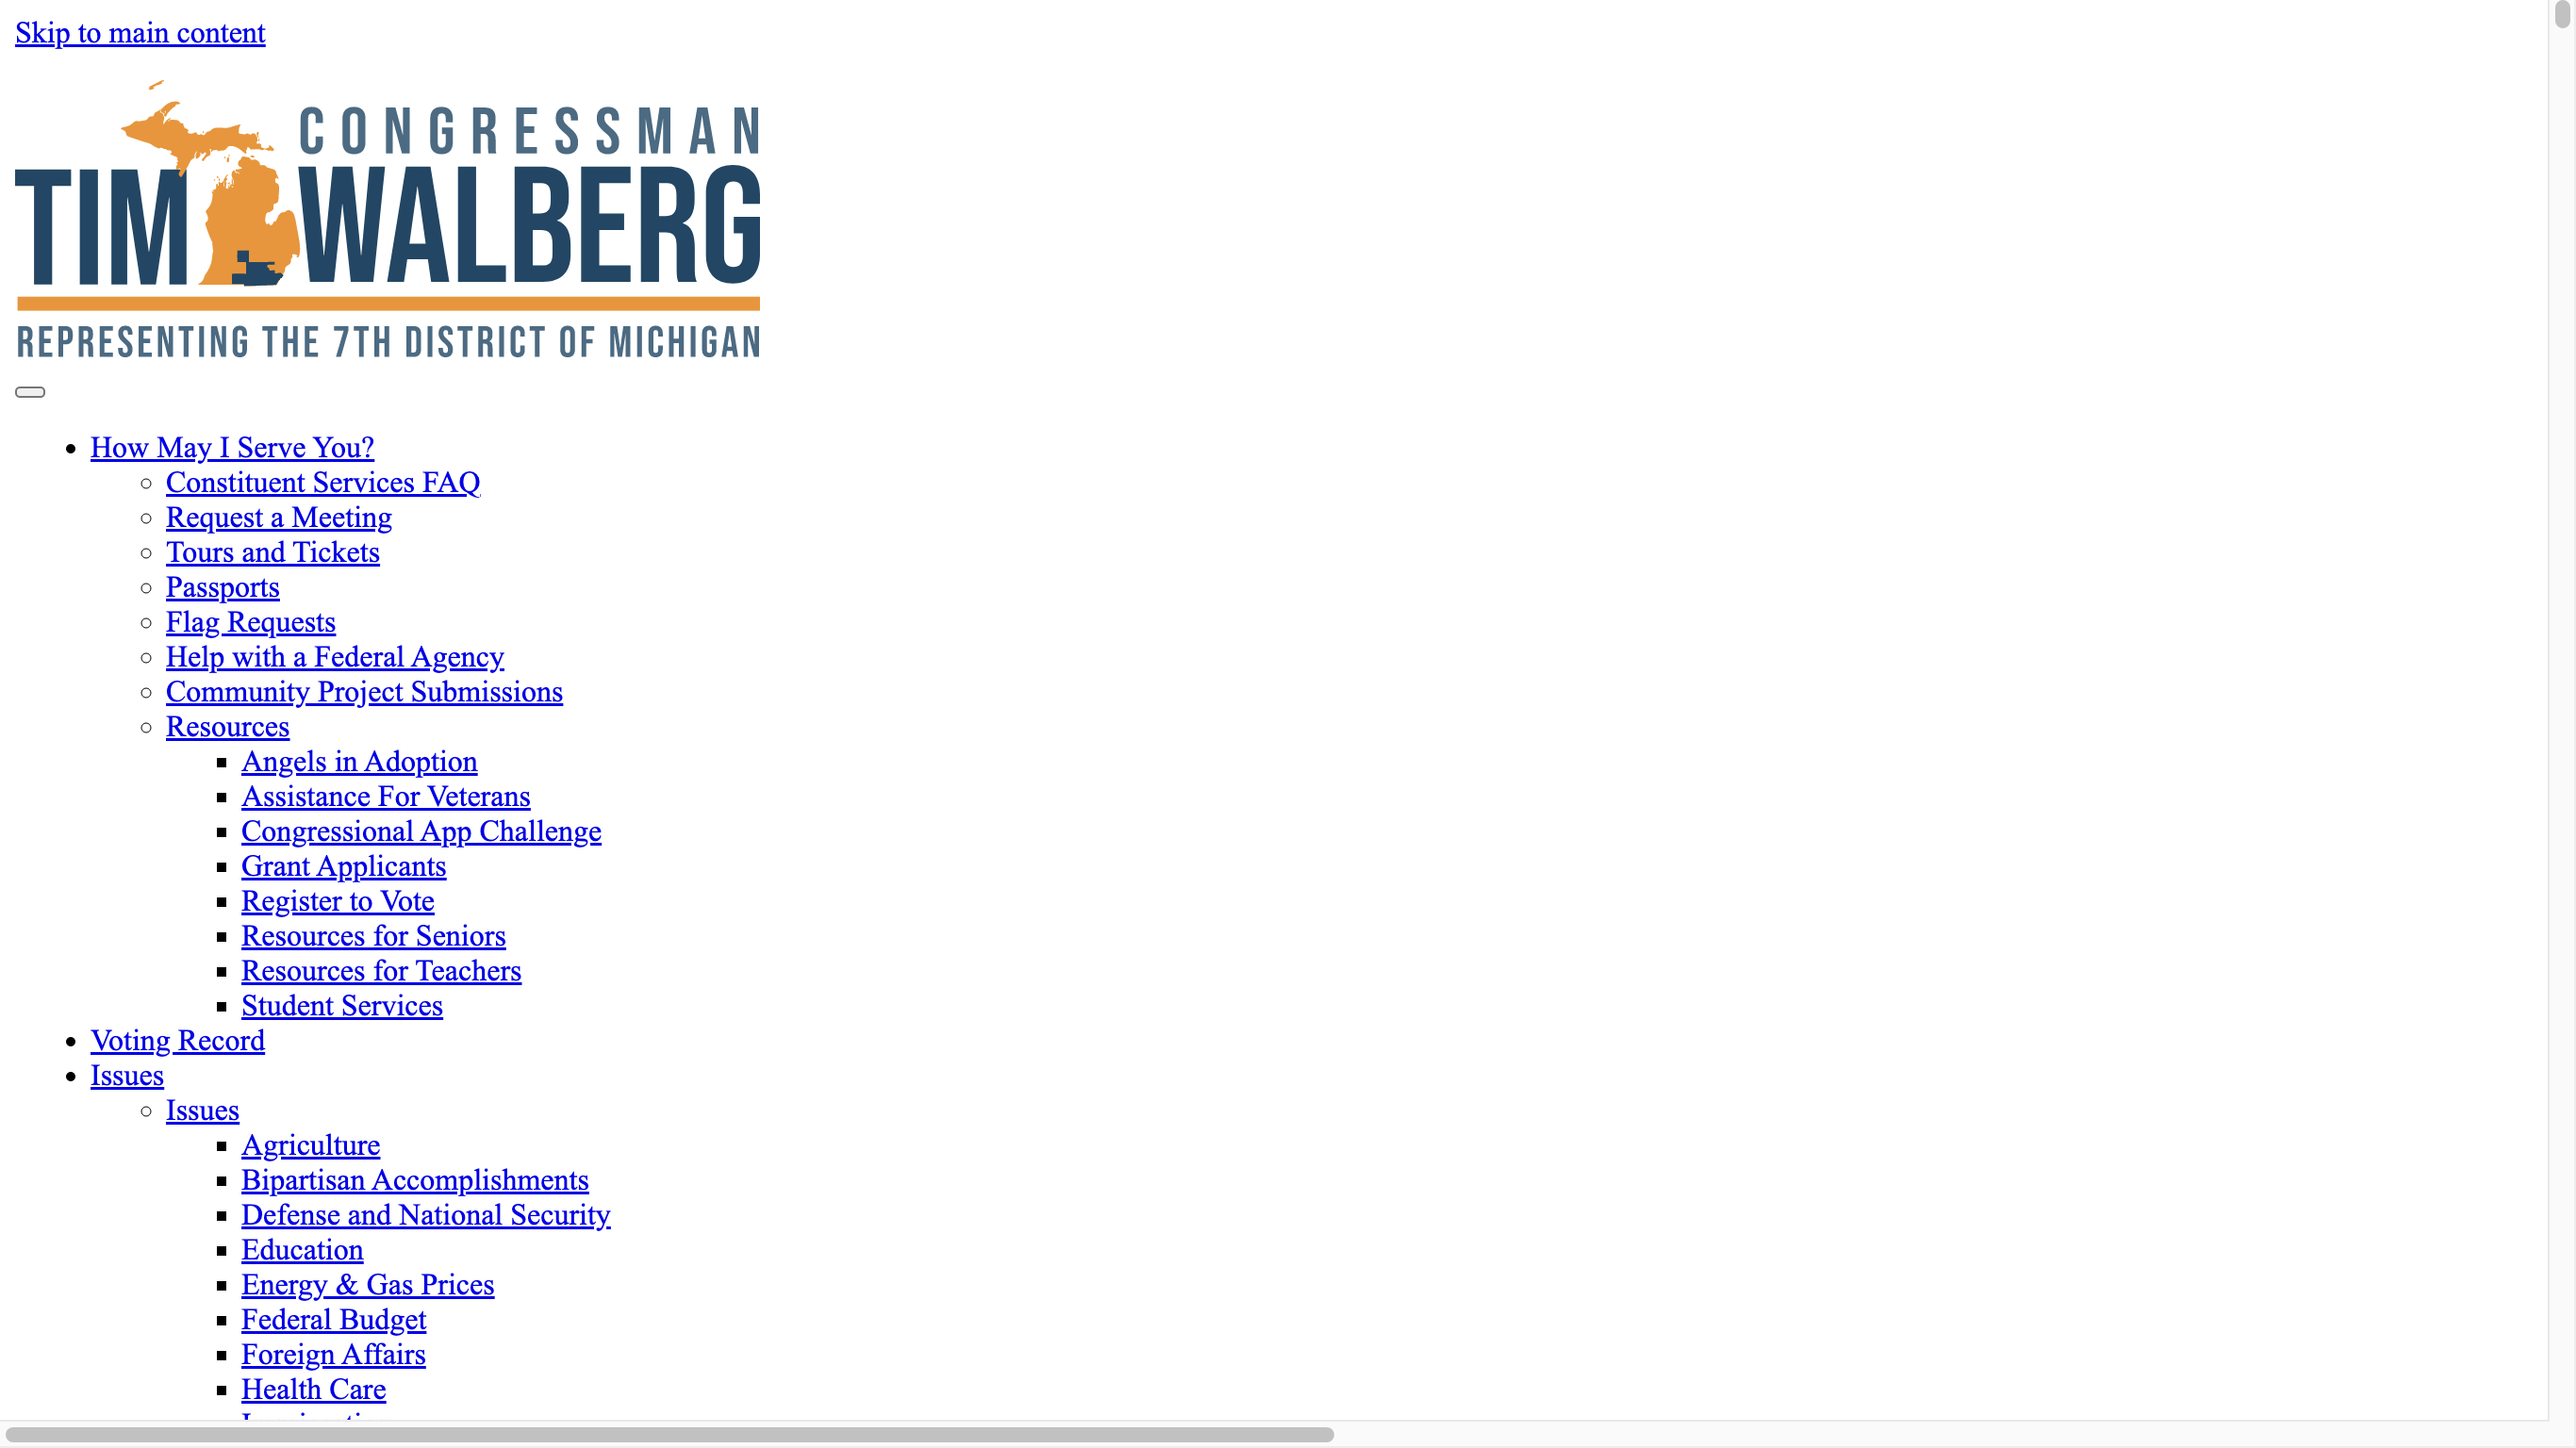 Skip to main content
CONGRESSMAN
TIM WALBERG
REPRESENTING THE 7TH DISTRICT OF MICHIGAN
How May I Serve You?
Constituent Services FAQ
Request a Meeting
Tours and Tickets
Passports
Flag Requests
Help with a Federal Agency
Community Project Submissions
Resources
Angels in Adoption
Assistance For Veterans
Congressional App Challenge
Grant Applicants
Register to Vote
Resources for Seniors
Resources for Teachers
Student Services
Voting Record
Issues
Issues
Agriculture
Bipartisan Accomplishments
Defense and National Security
Education
Energy & Gas Prices
Federal Budget
Foreign Affairs
Health Care